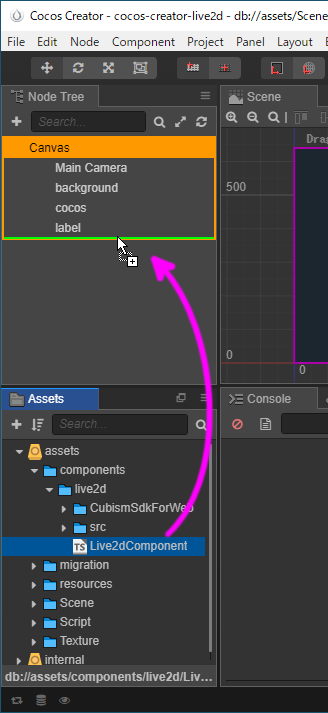 Cocos Creator - cocos-creator-live2d - db://assets/Scene
File Edit Node Component Project Panel Layout
Node Tree
Scene
Search...
Canvas
Main Camera
background
cocos
label
Drag
500
0
0
Assets
Console
Search...
assets
components
live2d
CubismSdkForWeb
src
TS Live2dComponent
migration
resources
Scene
Script
Texture
internal
db://assets/components/live2d/Liv...